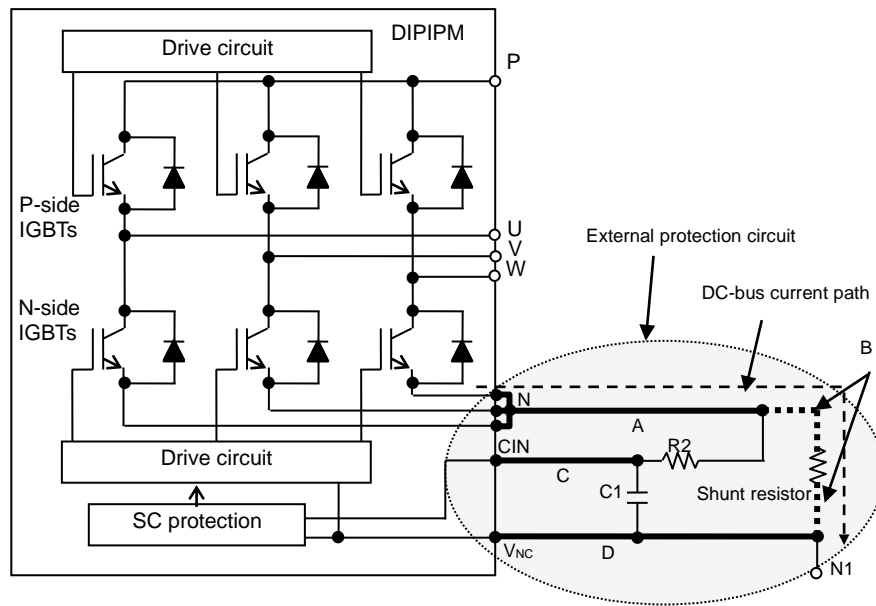 DIPIPM
Drive circuit
P
P-side
IGBTs
U
V
W
External protection circuit
DC-bus current path
N-side
IGBTs
B
N
A
CIN
R2
Drive circuit
C
C1
Shunt resistor
SC protection
VNC
D
N1